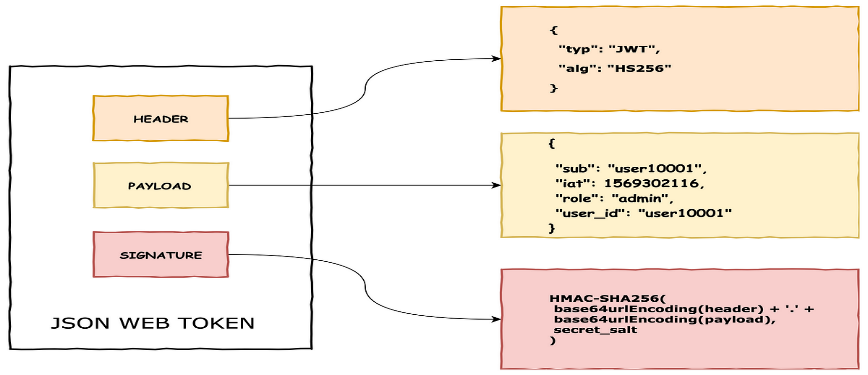 HEADER
PAYLOAD
SIGNATURE
JSON WEB TOKEN
{
"typ": "JWT",
"alg": "HS256"
}
{
"sub": "user10001",
"iat": 1569302116,
"role": "admin",
"user_id": "user10001"
}
HMAC-SHA256(
base64urlEncoding(header) + '.' +
base64urlEncoding(payload),
secret_salt
)